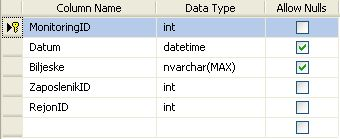 Column Name Data Type Allow Nulls
MonitoringID int
Datum datetime
Biljeske nvarchar(MAX)
ZaposlenikID int
RejonID int